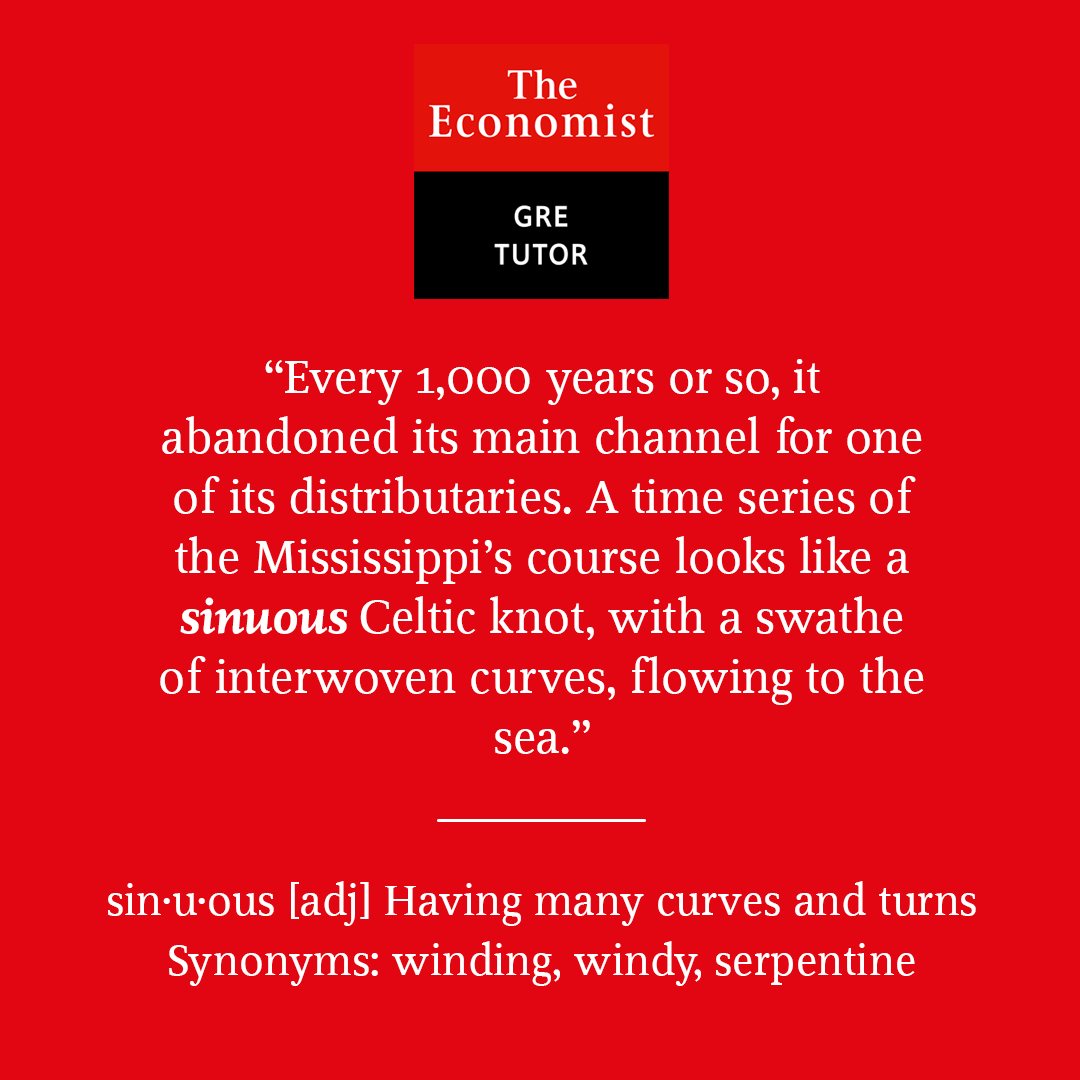 The
Economist
GRE
TUTOR
“Every 1,000 years or so, it
abandoned its main channel for one
of its distributaries. A time series of
the Mississippi’s course looks like a
sinuous Celtic knot, with a swathe
of interwoven curves, flowing to the
sea.”
sin·u·ous [adj] Having many curves and turns
Synonyms: winding, windy, serpentine